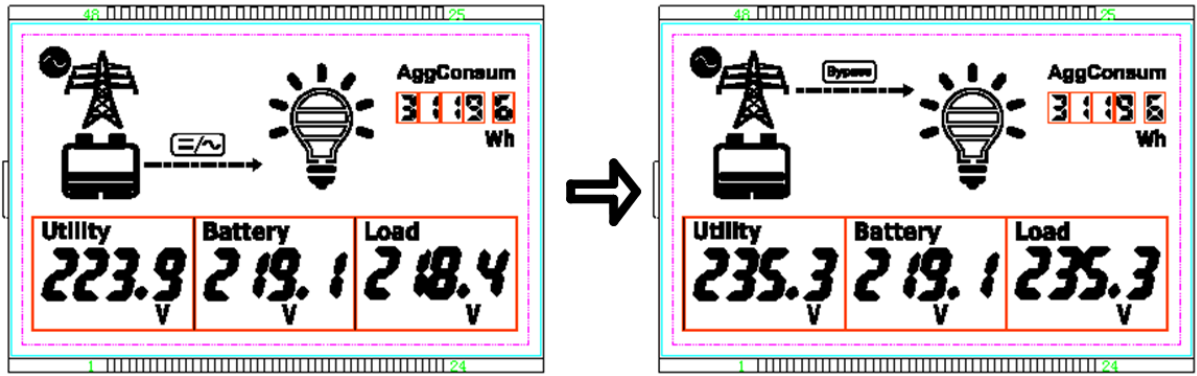 48 25
AggConsum
31196
Wh
=/~
Utility Battery Load
223.9 219.1 218.4
V V V
1 24
48 25
Bypass
AggConsum
31196
Wh
Utility Battery Load
235.3 219.1 235.3
V V V
1 24